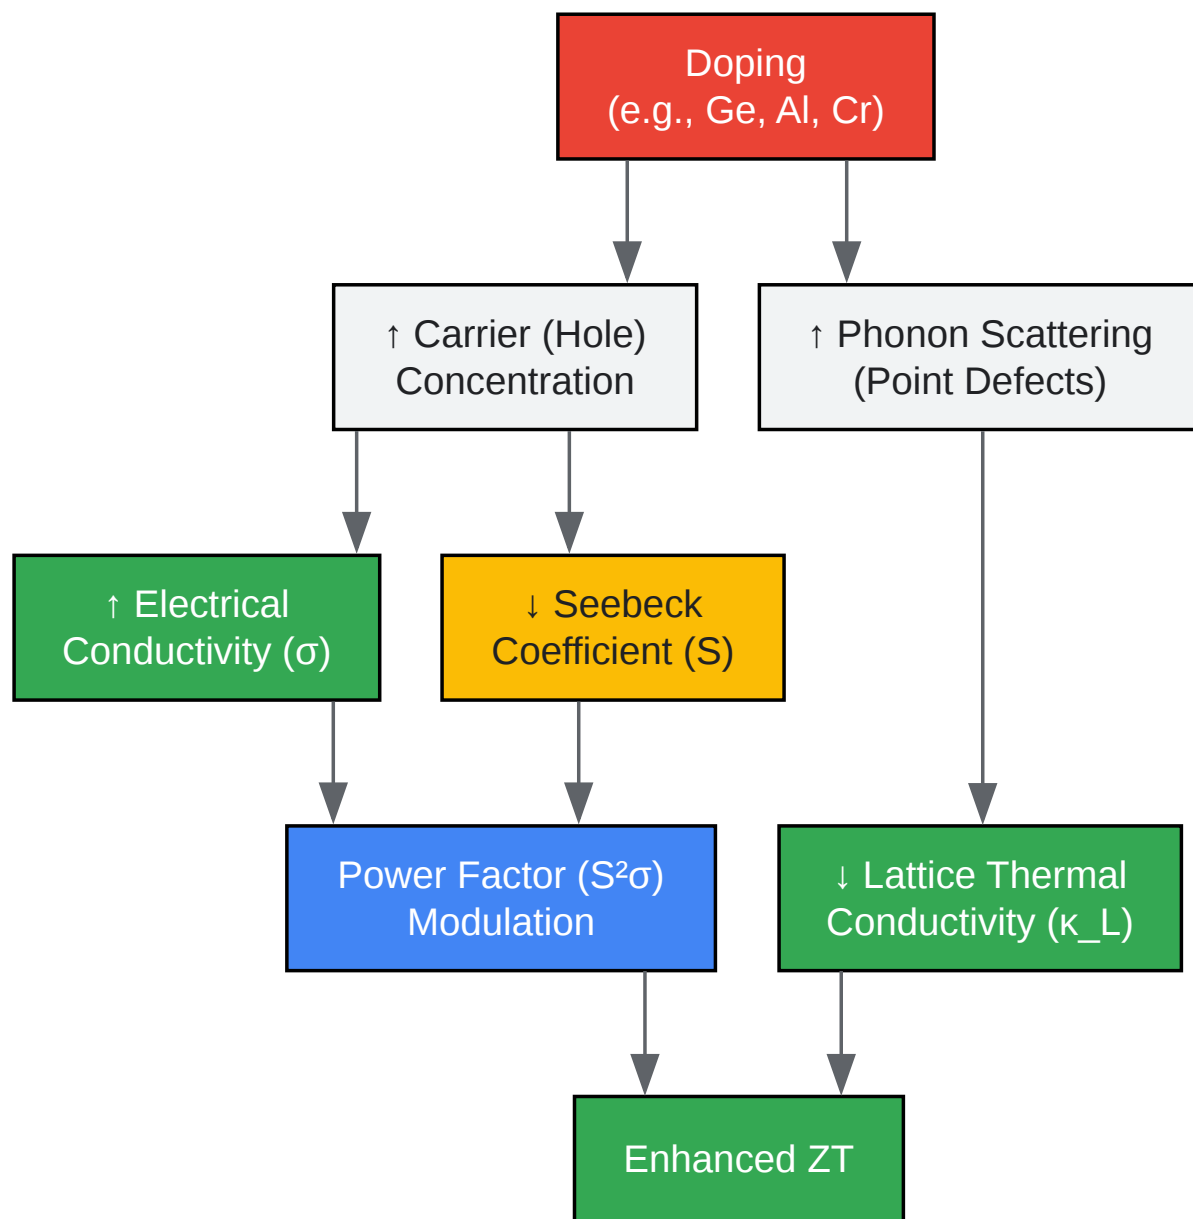 Doping
(e.g., Ge, Al, Cr)
↑ Carrier (Hole)
Concentration
↑ Phonon Scattering
(Point Defects)
↑ Electrical
Conductivity (σ)
↓ Seebeck
Coefficient (S)
Power Factor (S²σ)
Modulation
↓ Lattice Thermal
Conductivity (κ_L)
Enhanced ZT